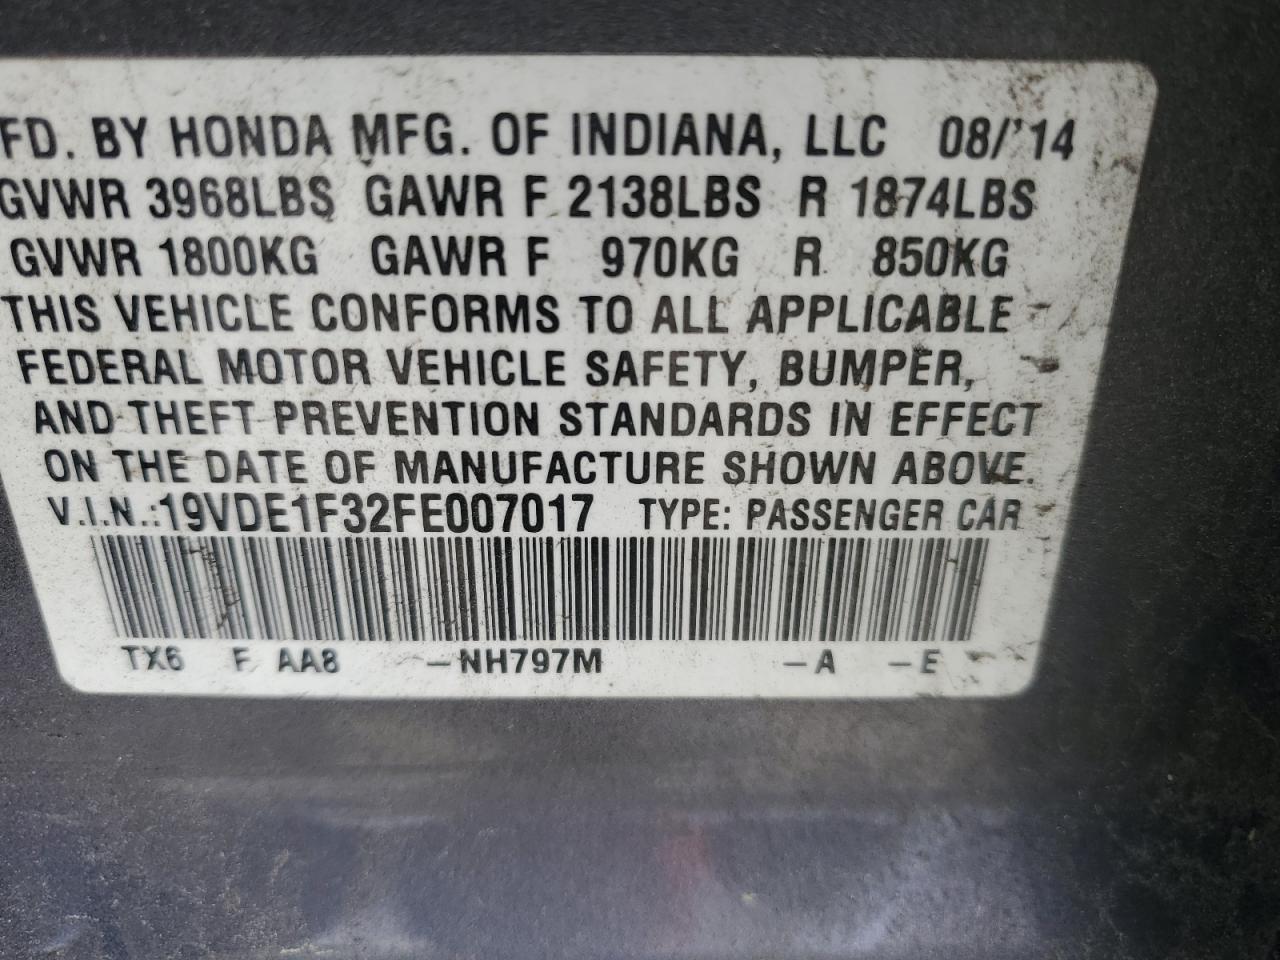 FD. BY HONDA MFG. OF INDIANA, LLC 08/'14
GVWR 3968LBS GAWR F 2138LBS R 1874LBS
GVWR 1800KG GAWR F 970KG R 850KG
THIS VEHICLE CONFORMS TO ALL APPLICABLE
FEDERAL MOTOR VEHICLE SAFETY, BUMPER,
AND THEFT PREVENTION STANDARDS IN EFFECT
ON THE DATE OF MANUFACTURE SHOWN ABOVE.
V.I.N.:19VDE1F32FE007017 TYPE: PASSENGER CAR
TX6 F AA8 -NH797M -A -E